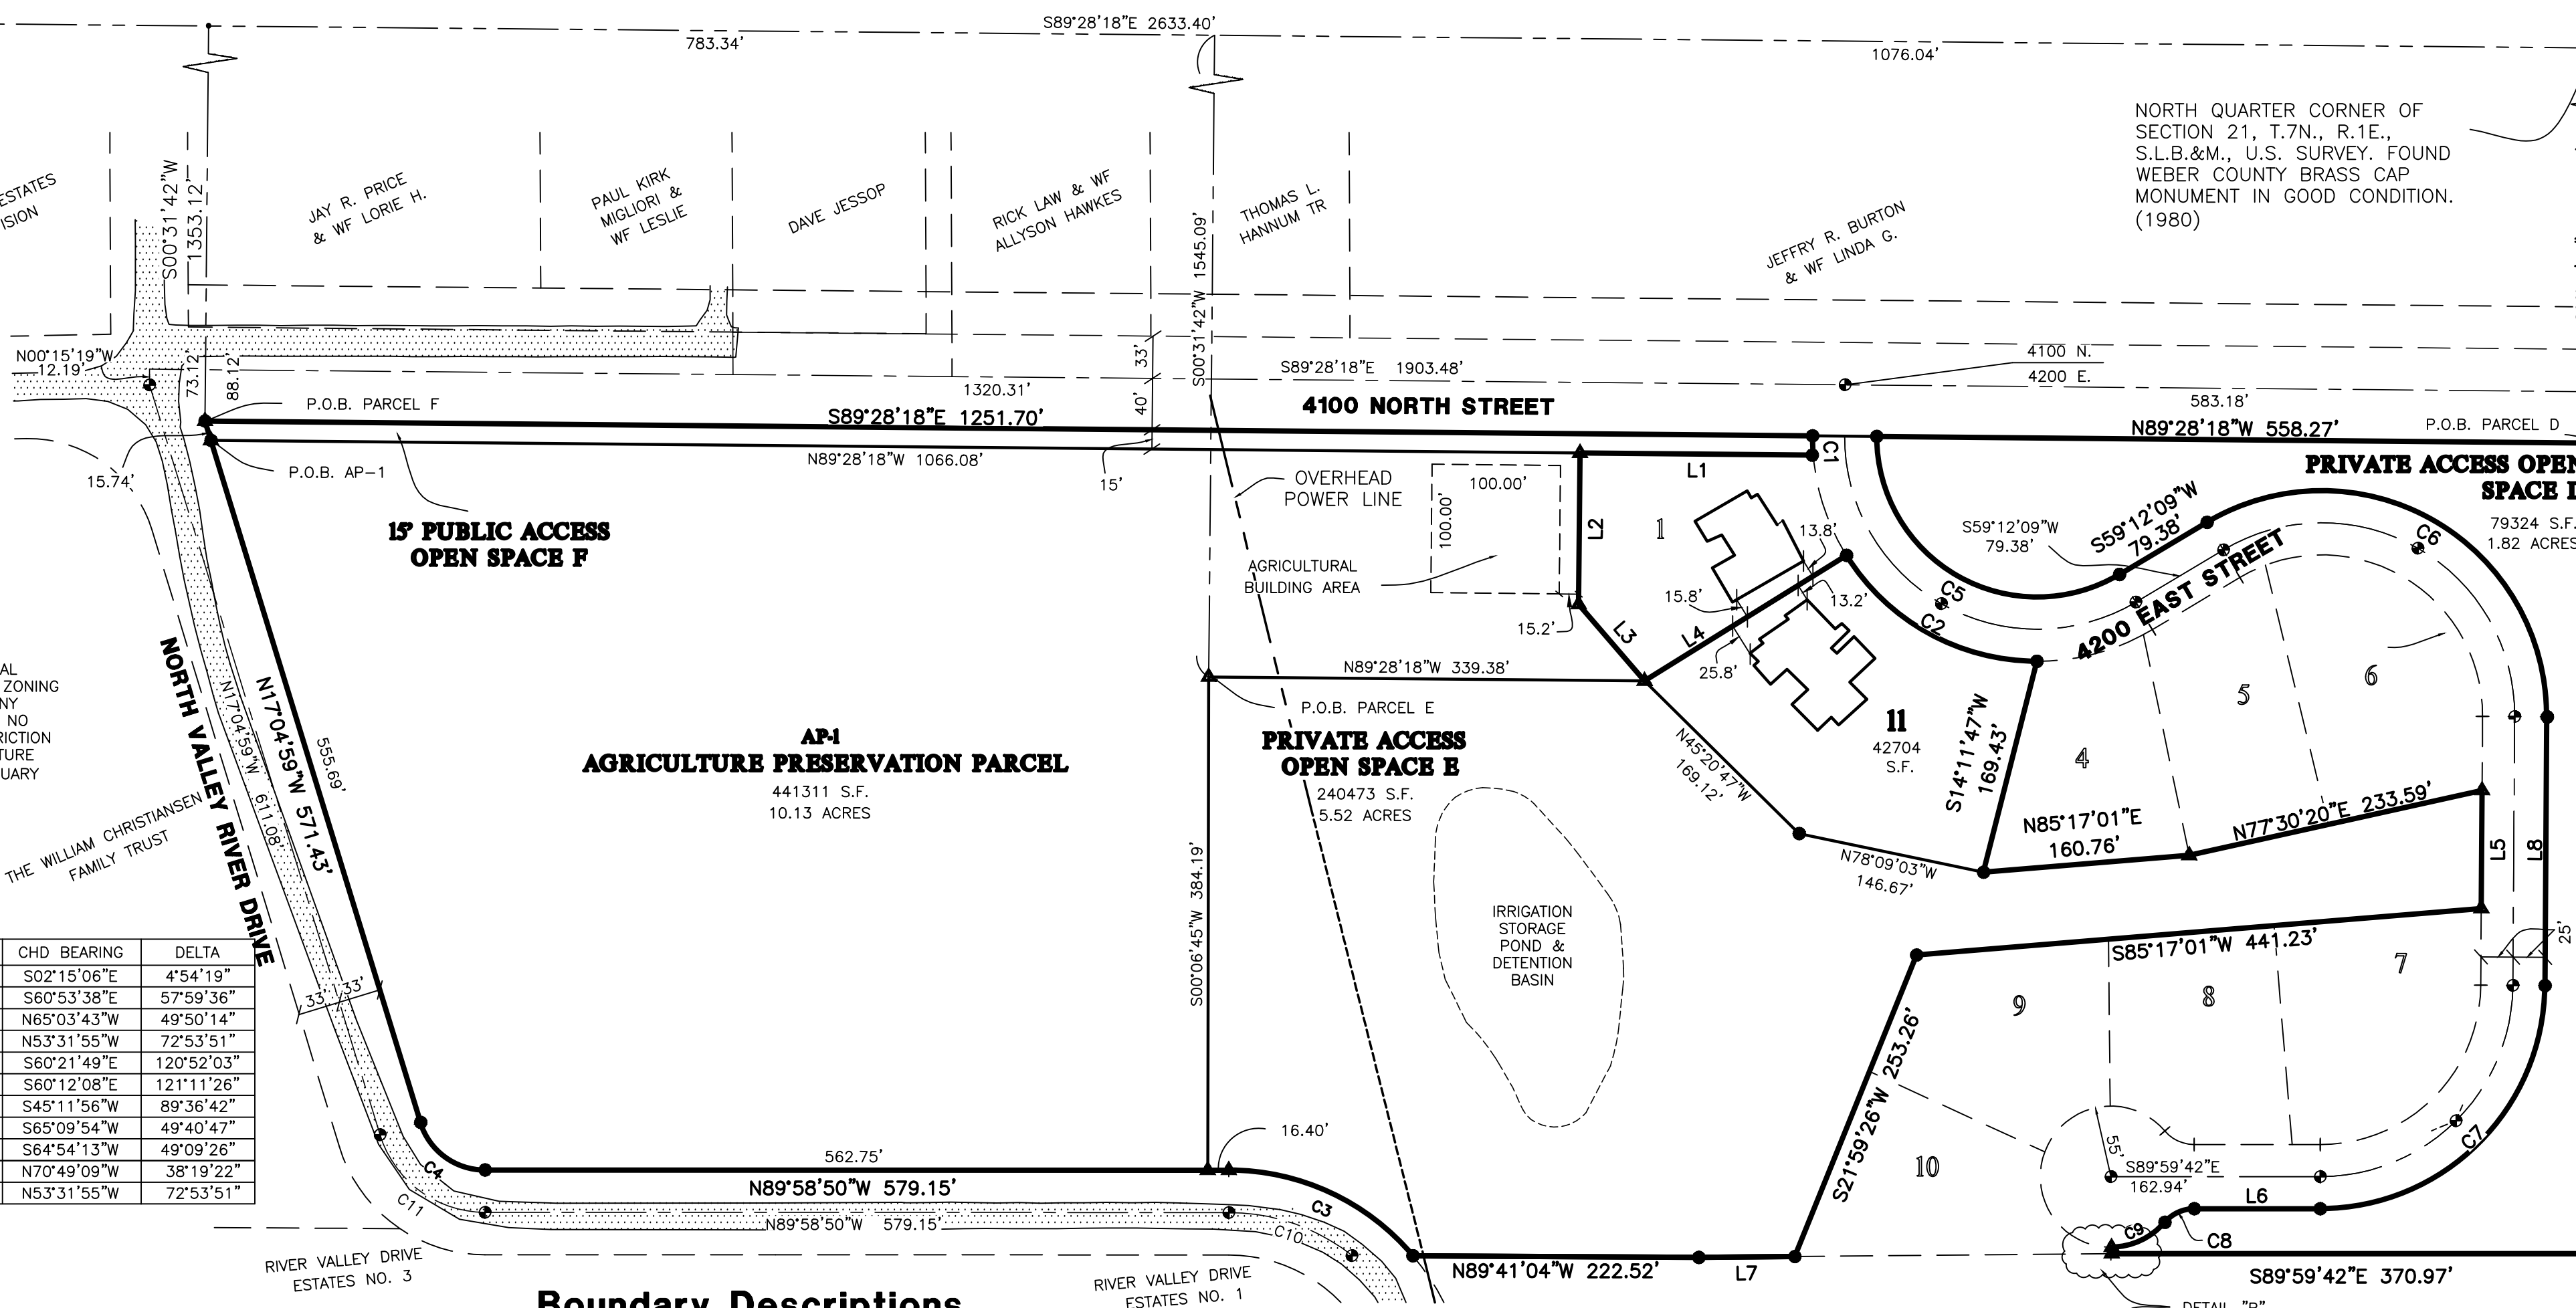 S89°28'18"E 2633.40'
783.34'
1076.04'
NORTH QUARTER CORNER OF
SECTION 21, T.7N., R.1E.,
S.L.B.&M., U.S. SURVEY. FOUND
WEBER COUNTY BRASS CAP
MONUMENT IN GOOD CONDITION.
(1980)
ESTATES
ISION
S00°31'42"W
1353.12'
JAY R. PRICE
& WF LORIE H.
PAUL KIRK
MIGLIORI &
WF LESLIE
DAVE JESSOP
RICK LAW & WF
ALLYSON HAWKES
S00°31'42"W 1545.09'
THOMAS L.
HANNUM TR
JEFFRY R. BURTON
& WF LINDA G.
N00°15'19"W
12.19'
73.12'
88.12'
33'
40'
1320.31'
S89°28'18"E 1903.48'
4100 N.
4200 E.
583.18'
P.O.B. PARCEL F
S89°28'18"E 1251.70'
4100 NORTH STREET
N89°28'18"W 558.27'
P.O.B. PARCEL D
P.O.B. AP-1
15.74'
N89°28'18"W 1066.08'
15'
OVERHEAD
POWER LINE
L1
C1
PRIVATE ACCESS OPEN
SPACE
79324 S.F.
1.82 ACRES
15' PUBLIC ACCESS
OPEN SPACE F
100.00'
100.00'
AGRICULTURAL
BUILDING AREA
L2
1
13.8'
13.2'
15.8'
15.2'
L3
L4
25.8'
S59°12'09"W
79.38'
S59°12'09"W
79.38'
4200 EAST STREET
C5
C2
C6
AL
ZONING
NY
NO
RICTION
TURE
UARY
NORTH VALLEY RIVER DRIVE
N17°04'59"W
611.08'
N17°04'59"W 571.43'
555.69'
THE WILLIAM CHRISTIANSEN
FAMILY TRUST
AP-1
AGRICULTURE PRESERVATION PARCEL
441311 S.F.
10.13 ACRES
N89°28'18"W 339.38'
P.O.B. PARCEL E
PRIVATE ACCESS
OPEN SPACE E
240473 S.F.
5.52 ACRES
S00°06'45"W 384.19'
N45°20'47"W
169.12'
11
42704
S.F.
S14°11'47"W
169.43'
4
5
6
N85°17'01"E
160.76'
N77°30'20"E 233.59'
L5
L8
N78°09'03"W
146.67'
IRRIGATION
STORAGE
POND &
DETENTION
BASIN
S85°17'01"W 441.23'
25'
7
8
9
10
S21°59'26"W 253.26'
CHD BEARING DELTA
S02°15'06"E 4°54'19"
S60°53'38"E 57°59'36"
N65°03'43"W 49°50'14"
N53°31'55"W 72°53'51"
S60°21'49"E 120°52'03"
S60°12'08"E 121°11'26"
S45°11'56"W 89°36'42"
S65°09'54"W 49°40'47"
S64°54'13"W 49°09'26"
N70°49'09"W 38°19'22"
N53°31'55"W 72°53'51"
33' 33'
C4
C11
562.75'
16.40'
N89°58'50"W 579.15'
N89°58'50"W 579.15'
C3
C10
55'
S89°59'42"E
162.94'
L6
C7
C9
C8
N89°41'04"W 222.52'
L7
S89°59'42"E 370.97'
RIVER VALLEY DRIVE
ESTATES NO. 3
RIVER VALLEY DRIVE
ESTATES NO. 1
Boundary Descriptions
DETAIL "B"